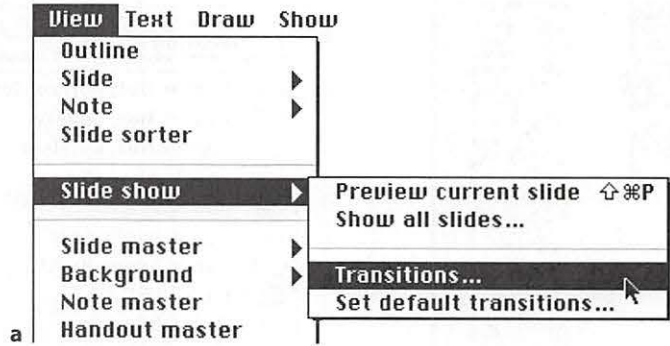 View Text Draw Show
Outline
Slide
Note
Slide sorter
Slide show
Preview current slide ⇧⌘P
Show all slides...
Slide master
Background
Transitions...
Note master
Set default transitions...
a Handout master